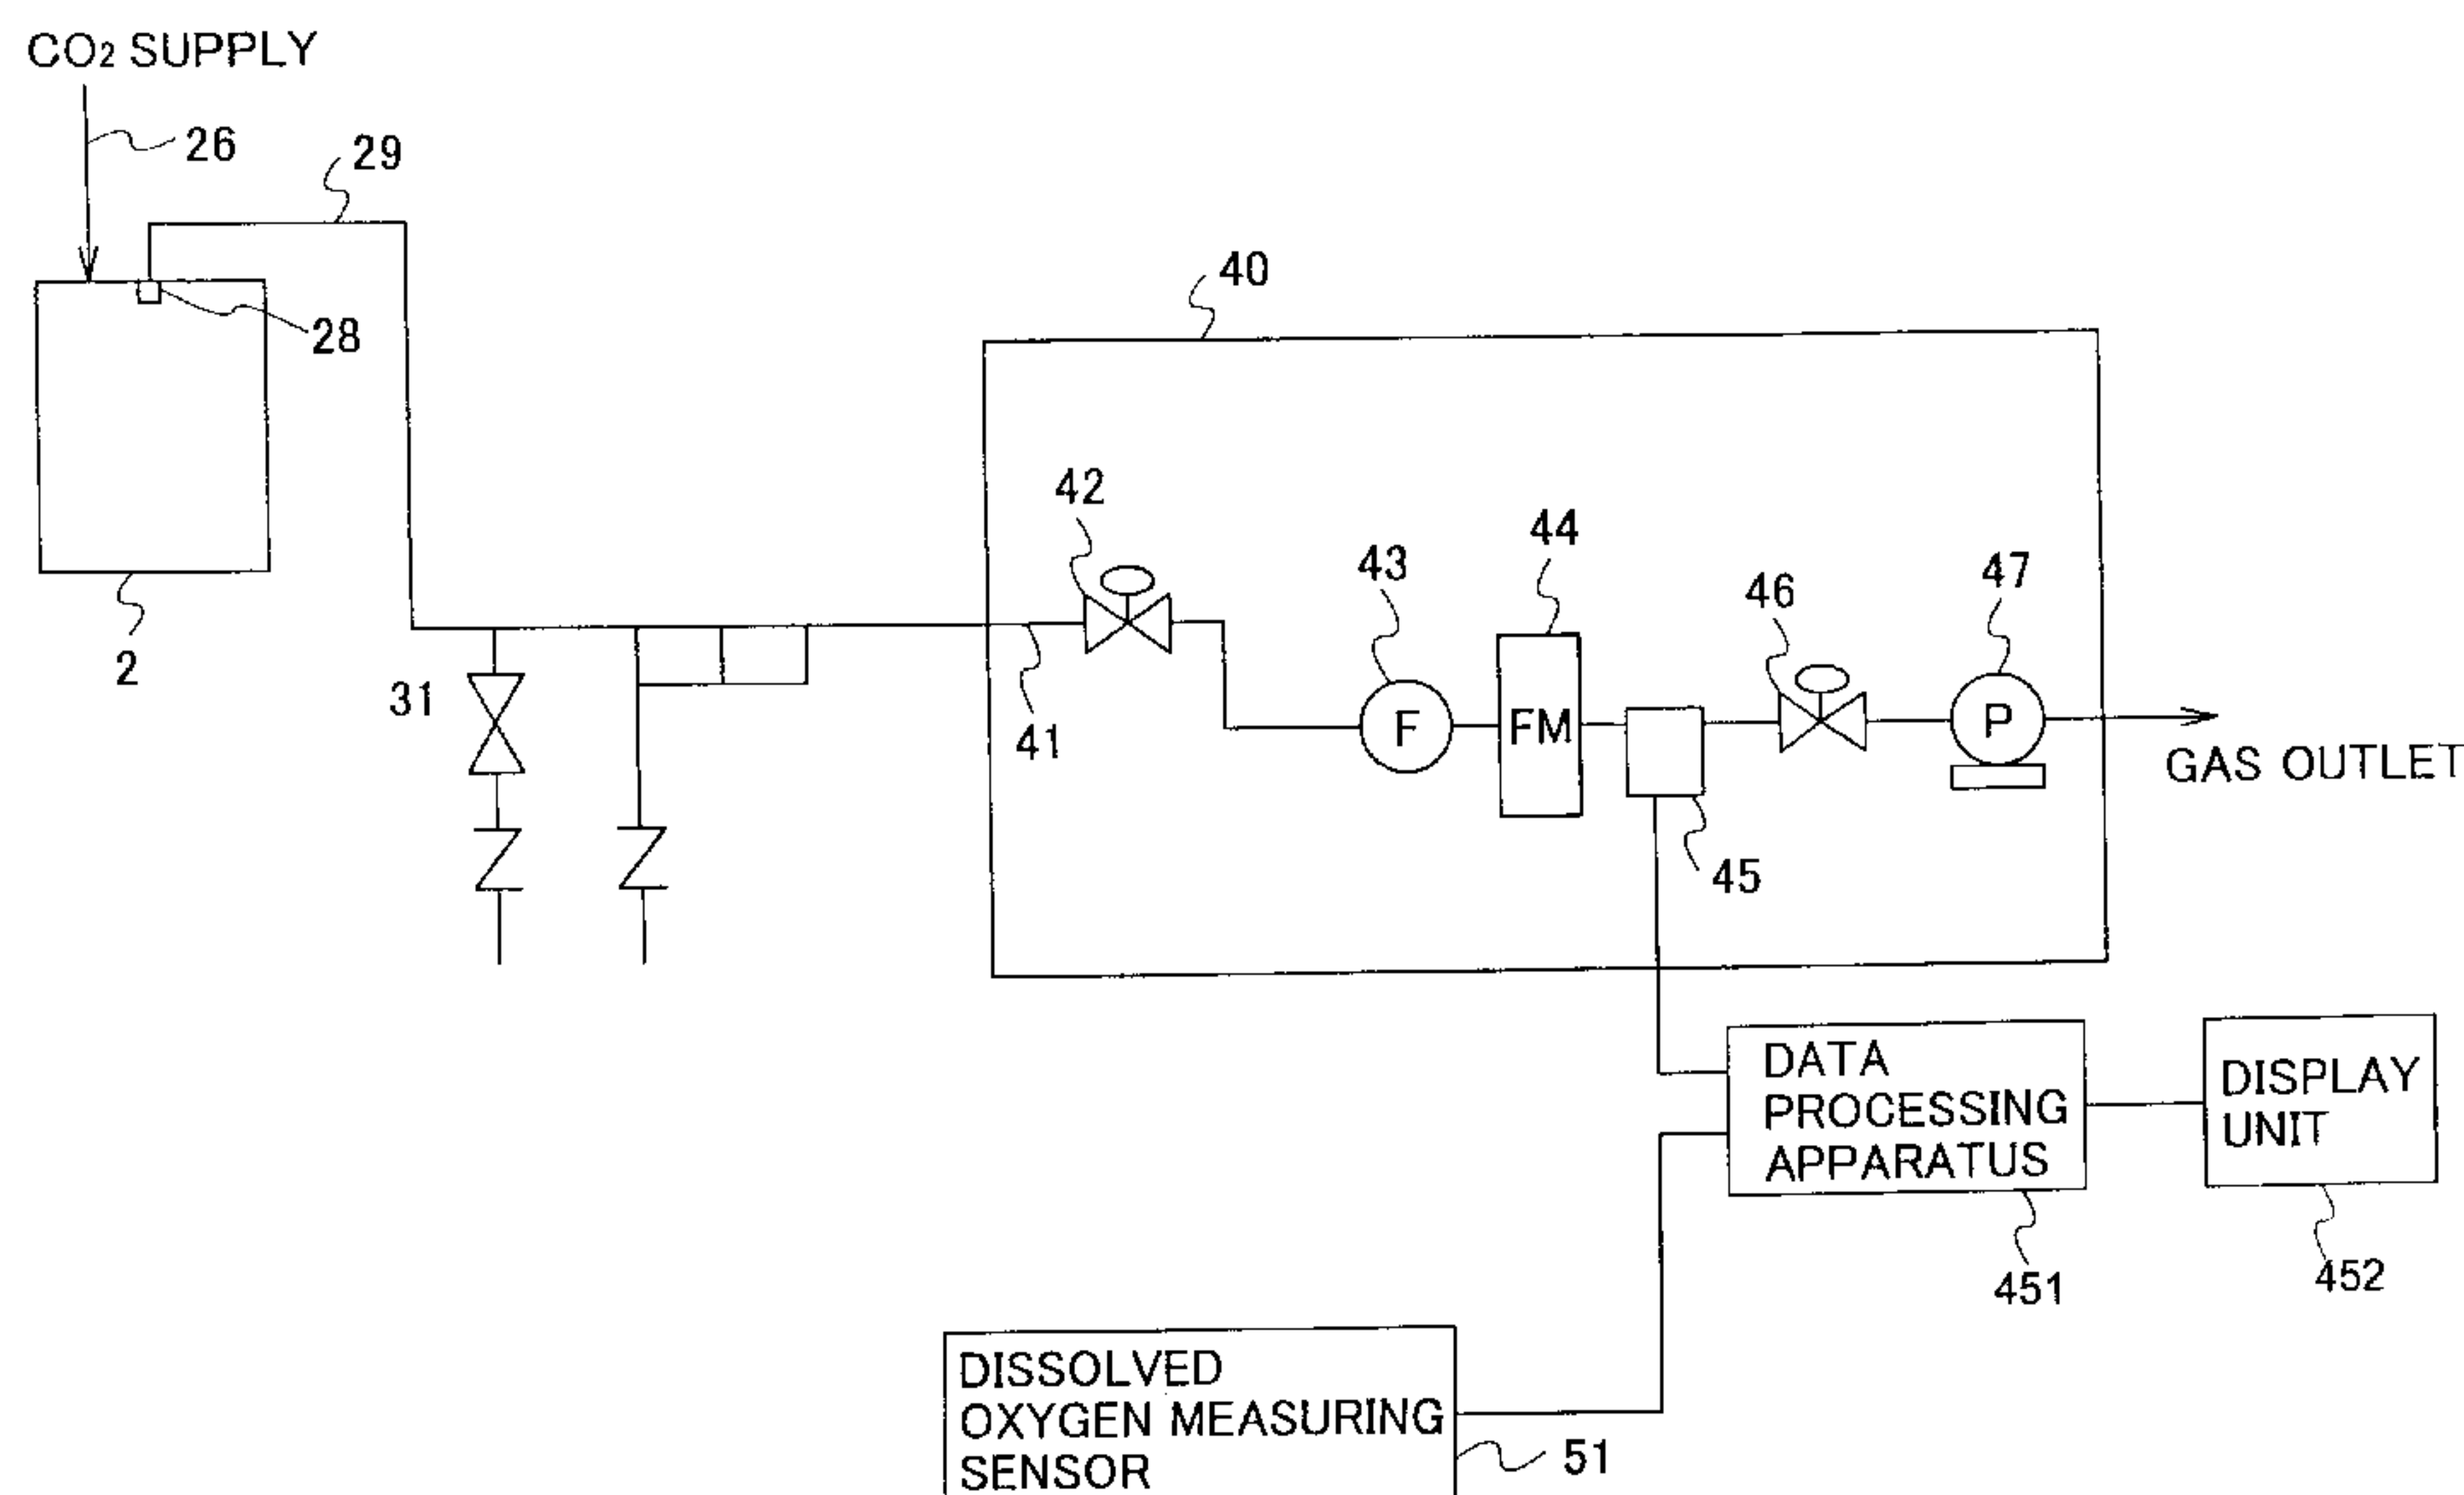 CO2 SUPPLY
26
29
28
2
31
40
41
42
43
44
45
46
47
F
FM
P
GAS OUTLET
DATA
PROCESSING
APPARATUS
451
DISPLAY
UNIT
452
DISSOLVED
OXYGEN MEASURING
SENSOR
51